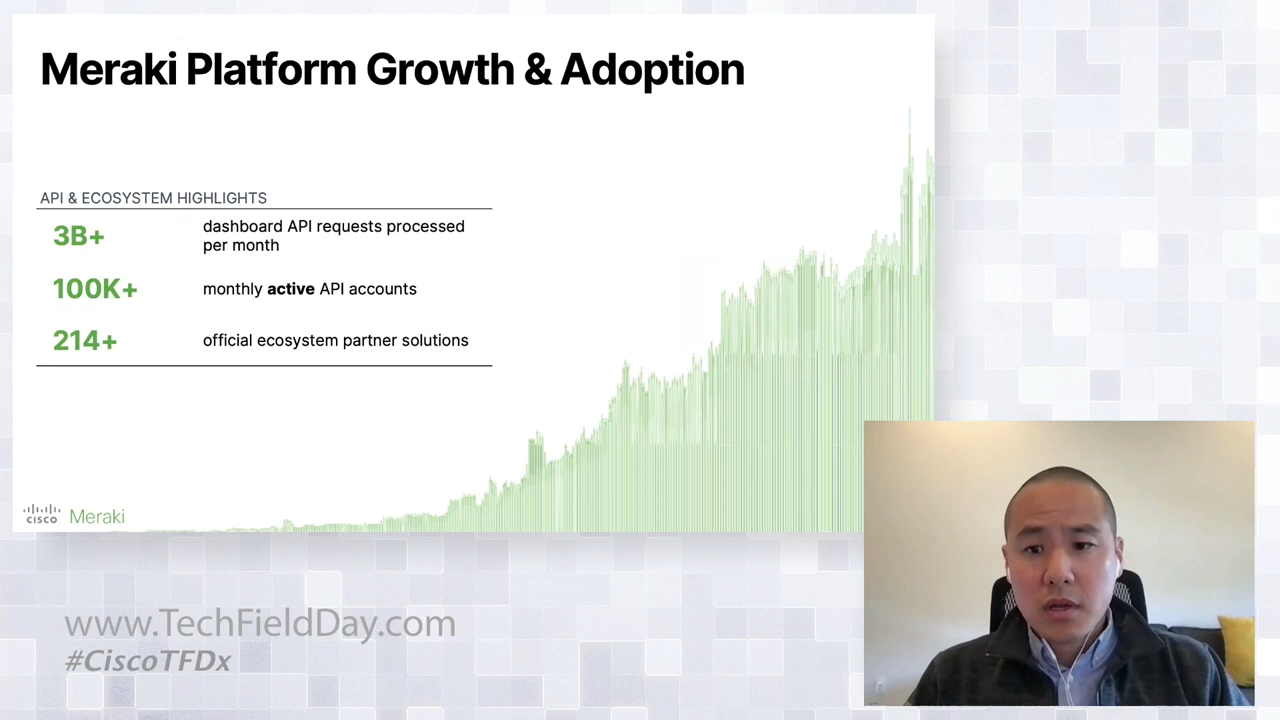 Meraki Platform Growth & Adoption
API & ECOSYSTEM HIGHLIGHTS
3B+ dashboard API requests processed
per month
100K+ monthly active API accounts
214+ official ecosystem partner solutions
CISCO Meraki
www.TechFieldDay.com
#CiscoTFDx